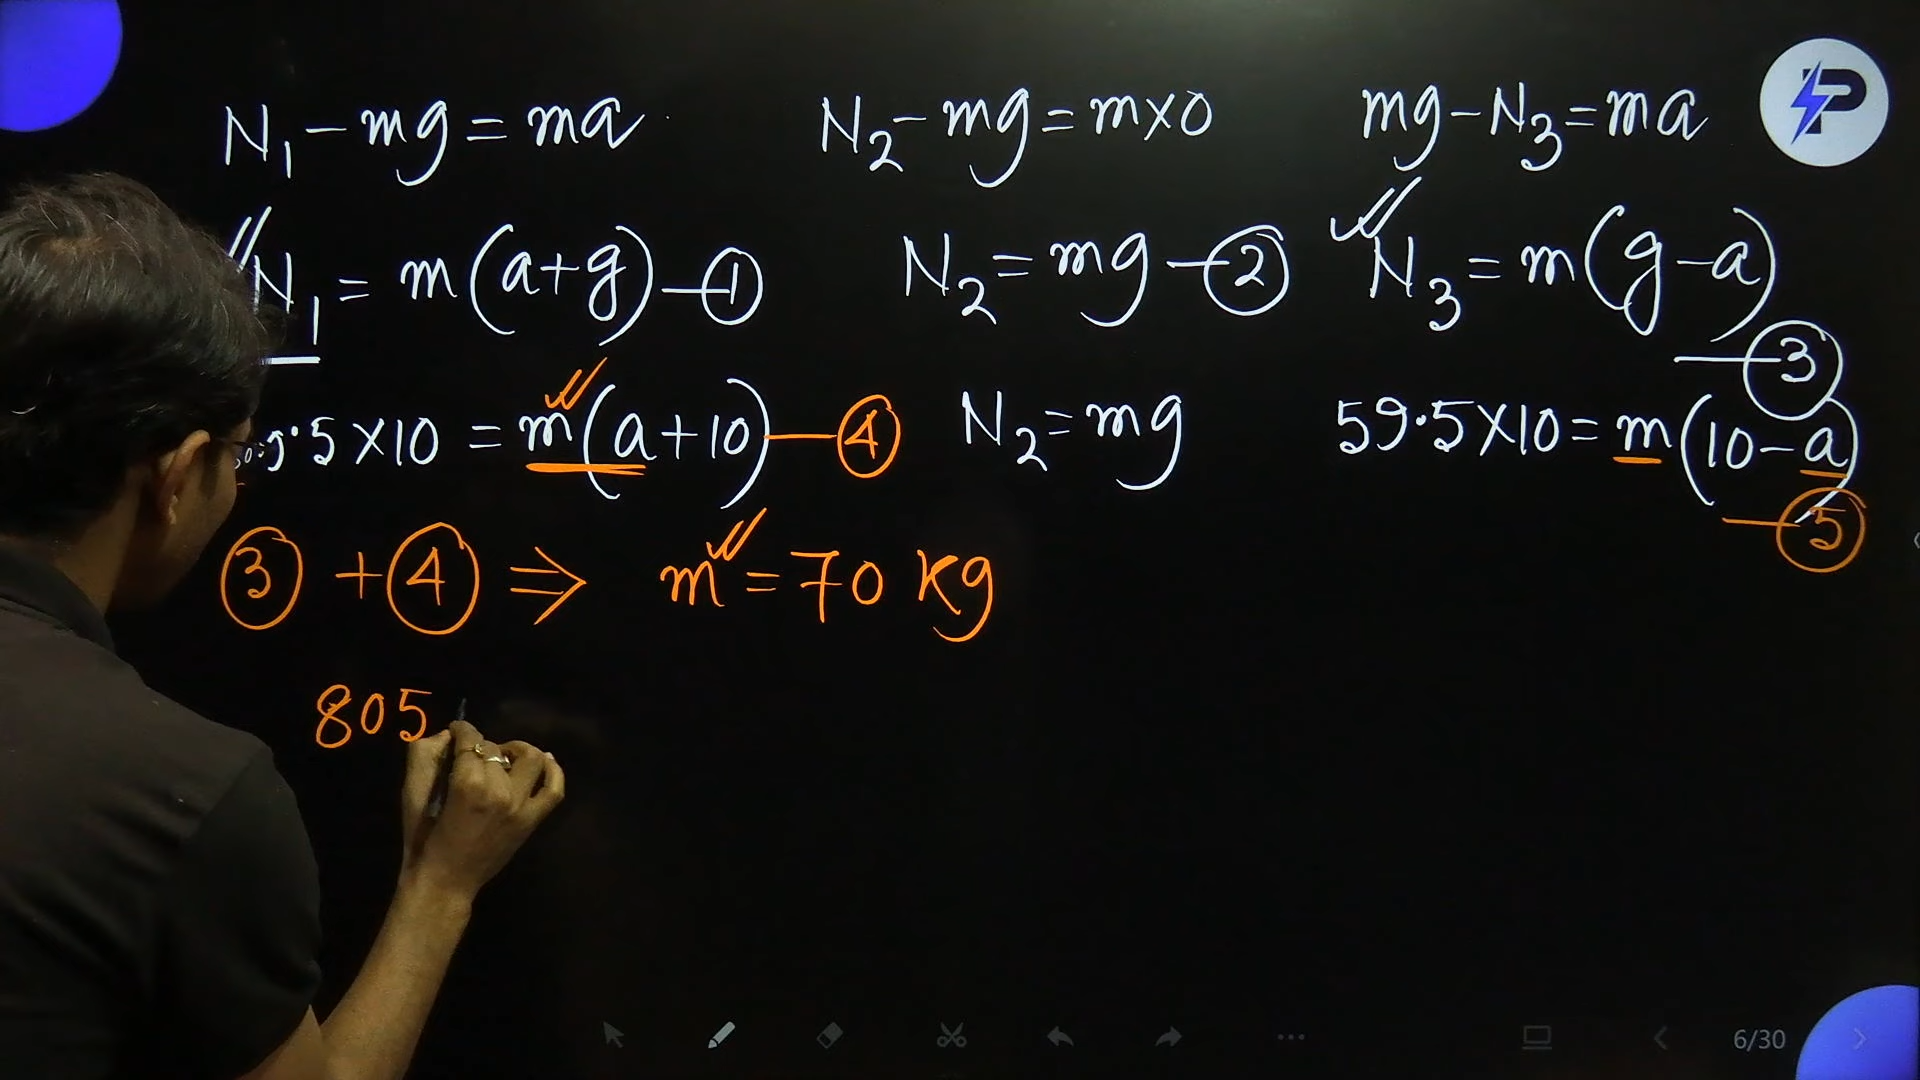 N₁ - mg = ma
N₂ - mg = m×0
mg - N₃ = ma
N₁ = m(a+g) — ①
N₂ = mg — ②
N₃ = m(g-a)
— ③
.5×10 = m(a+10) — ④
N₂ = mg
59.5×10 = m(10-a)
— ⑤
③ + ④ ⇒ m = 70 kg
805
6/30